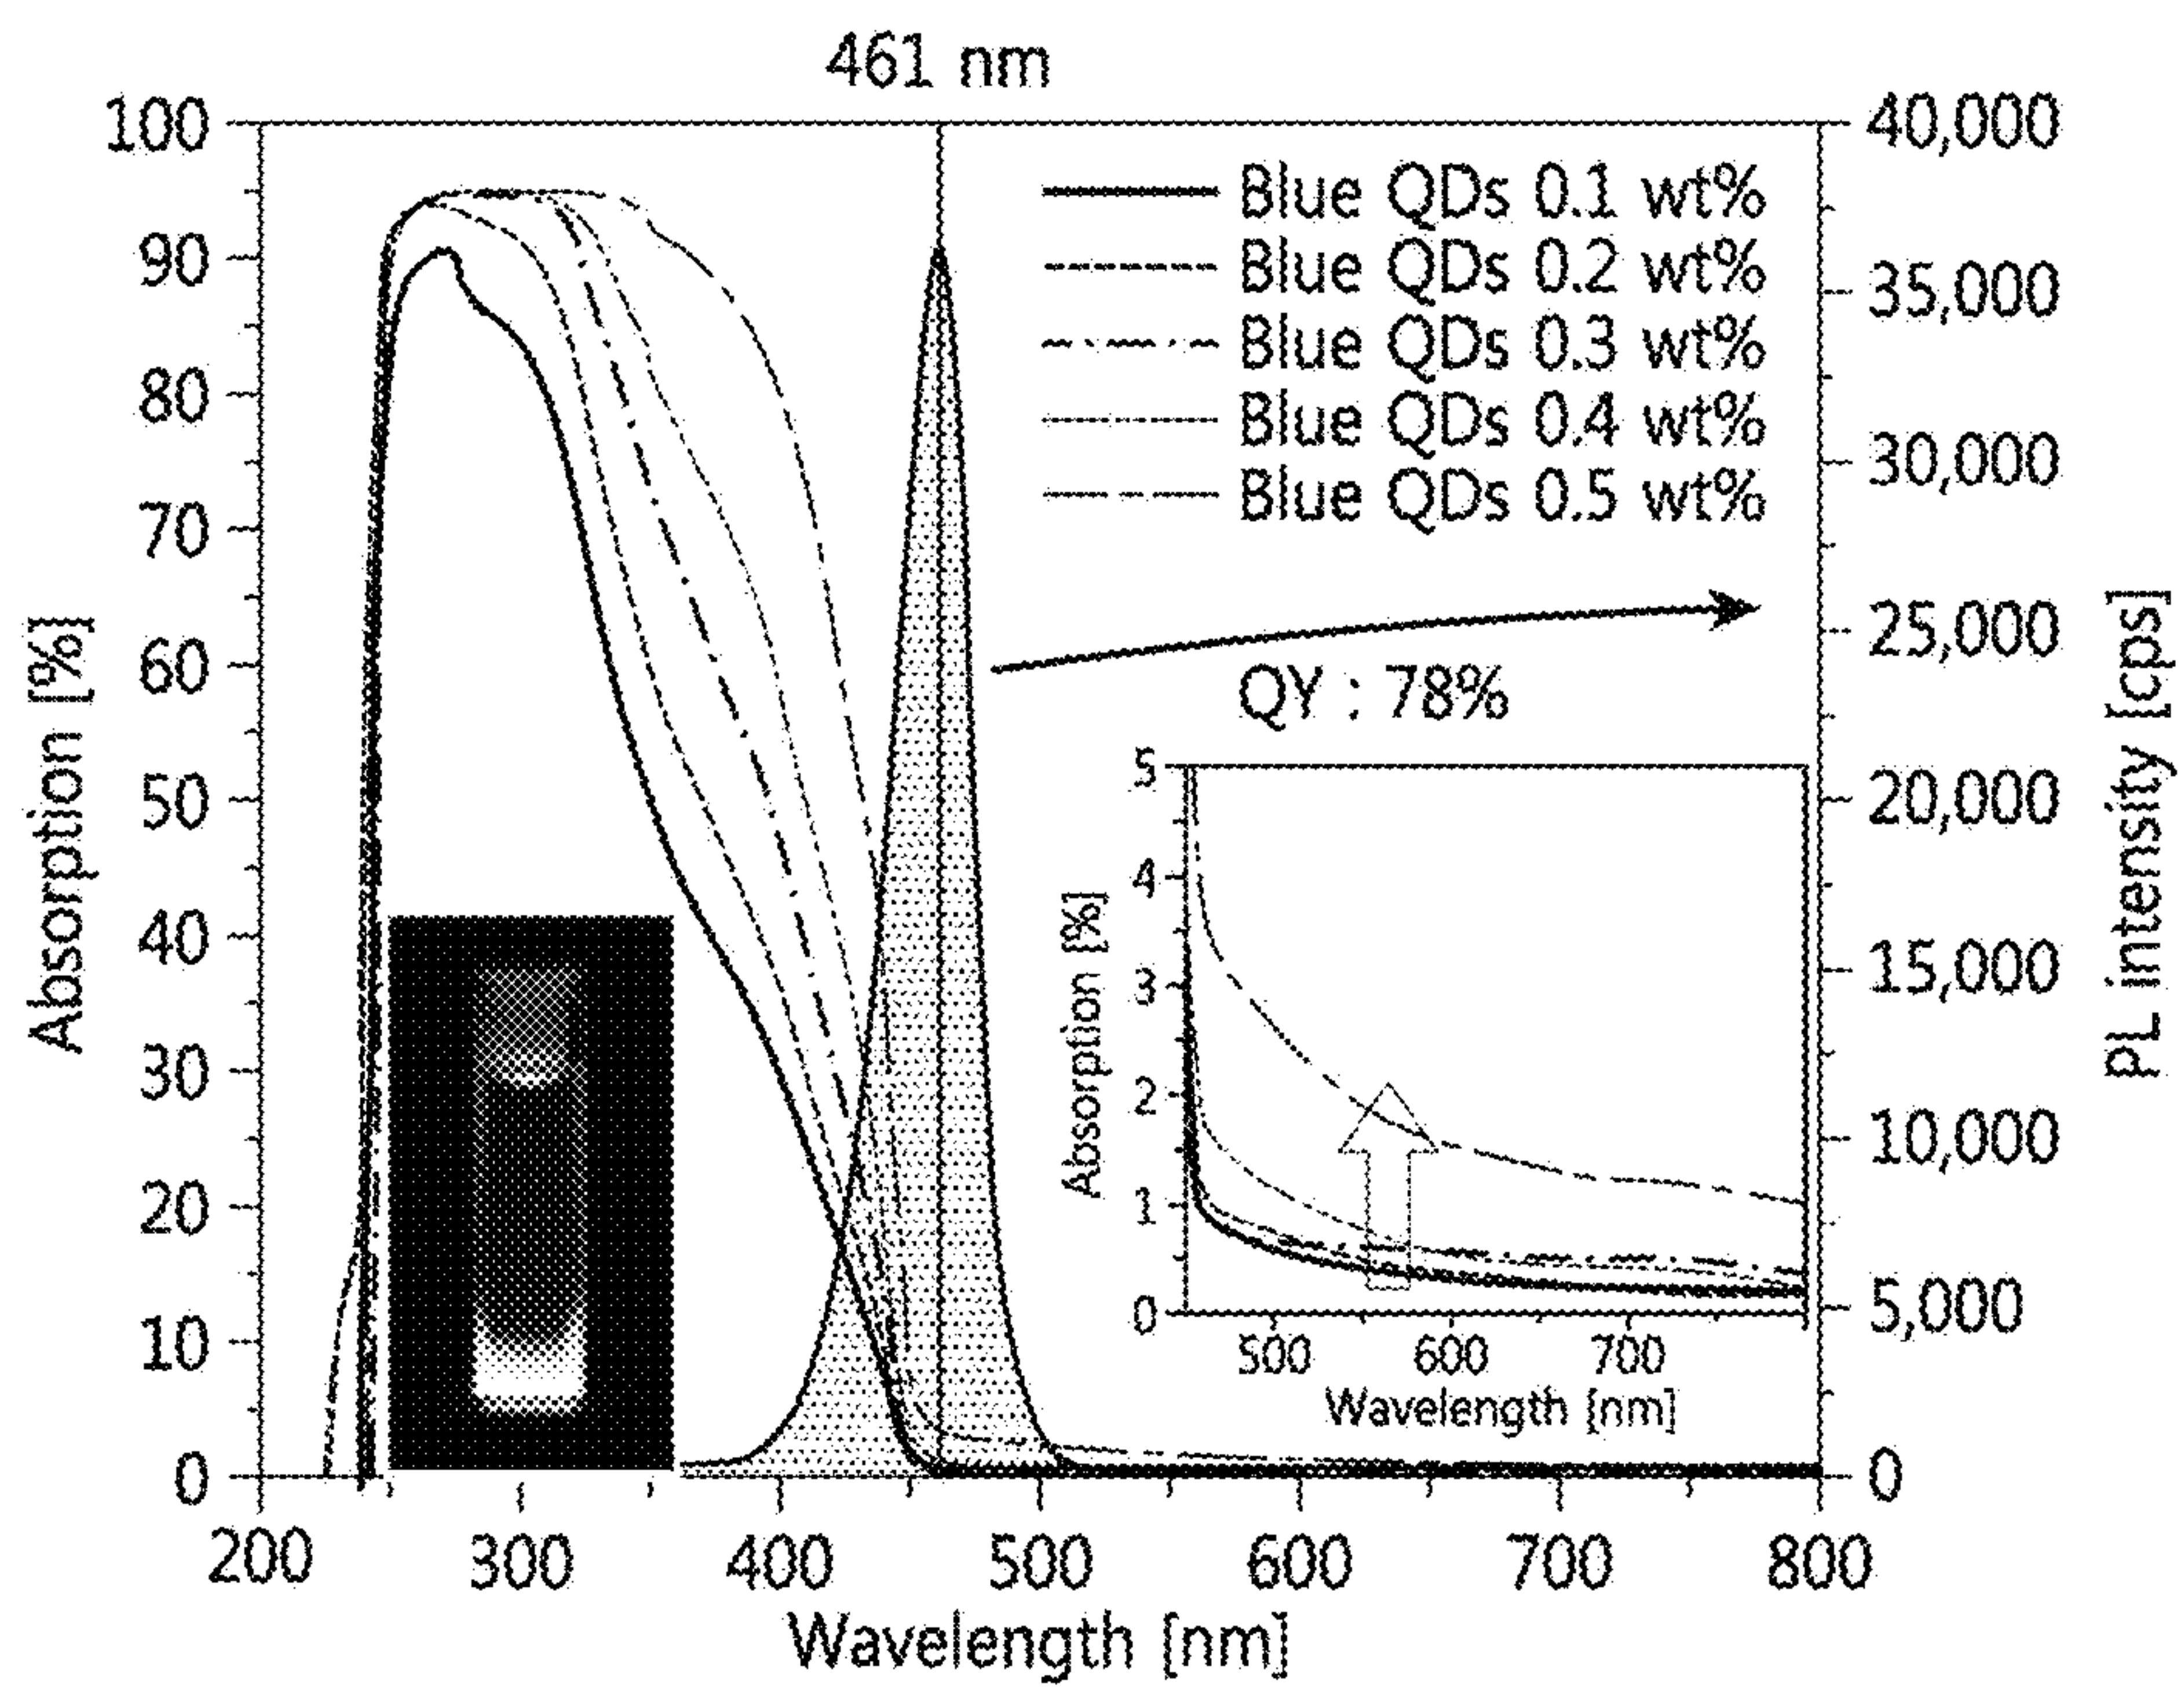 461 nm
100
90
80
70
60
50
40
30
20
10
0
Absorption [%]
40,000
35,000
30,000
25,000
20,000
15,000
10,000
5,000
0
PL intensity [cps]
Blue QDs 0.1 wt%
Blue QDs 0.2 wt%
Blue QDs 0.3 wt%
Blue QDs 0.4 wt%
Blue QDs 0.5 wt%
QY : 78%
5
4
3
2
1
0
Absorption [%]
500 600 700
Wavelength [nm]
200 300 400 500 600 700 800
Wavelength [nm]